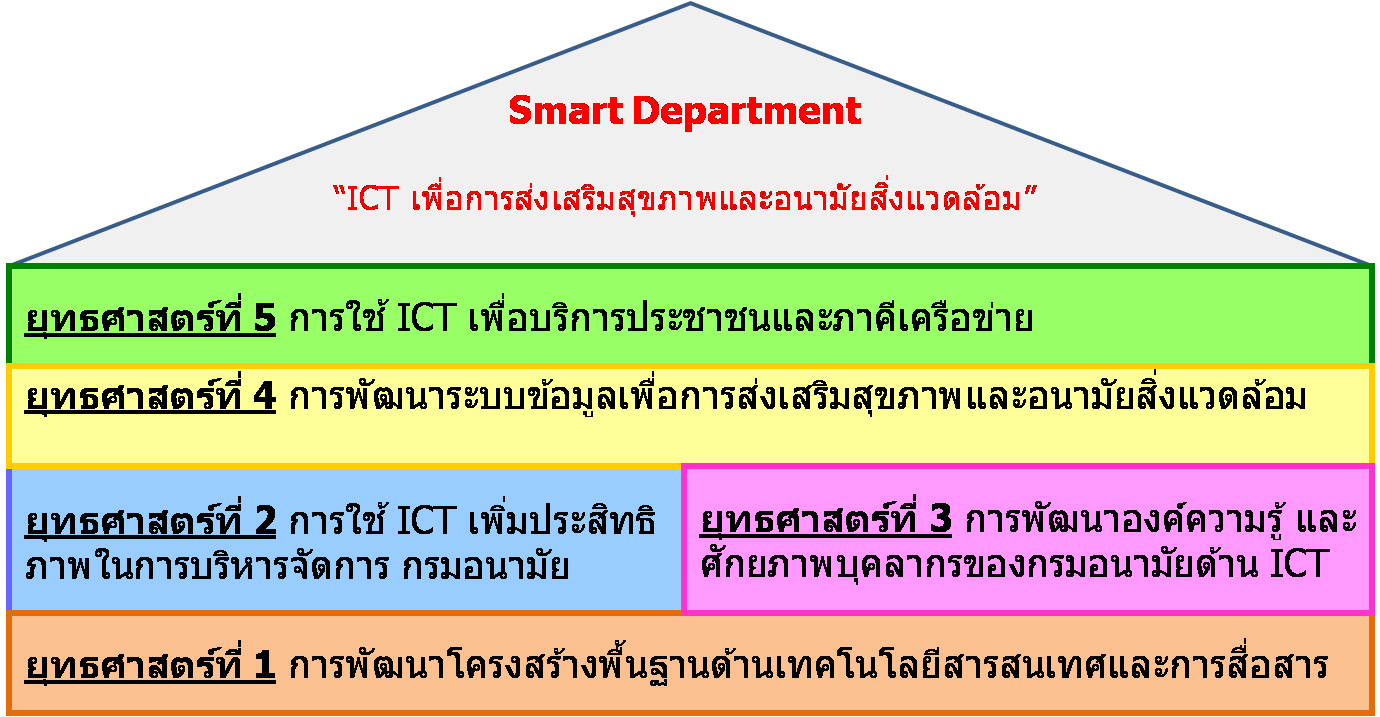 Smart Department
“ICT เพื่อการส่งเสริมสุขภาพและอนามัยสิ่งแวดล้อม”
ยุทธศาสตร์ที่ 5 การใช้ ICT เพื่อบริการประชาชนและภาคีเครือข่าย
ยุทธศาสตร์ที่ 4 การพัฒนาระบบข้อมูลเพื่อการส่งเสริมสุขภาพและอนามัยสิ่งแวดล้อม
ยุทธศาสตร์ที่ 2 การใช้ ICT เพิ่มประสิทธิ
ภาพในการบริหารจัดการ กรมอนามัย
ยุทธศาสตร์ที่ 3 การพัฒนาองค์ความรู้ และ
ศักยภาพบุคลากรของกรมอนามัยด้าน ICT
ยุทธศาสตร์ที่ 1 การพัฒนาโครงสร้างพื้นฐานด้านเทคโนโลยีสารสนเทศและการสื่อสาร